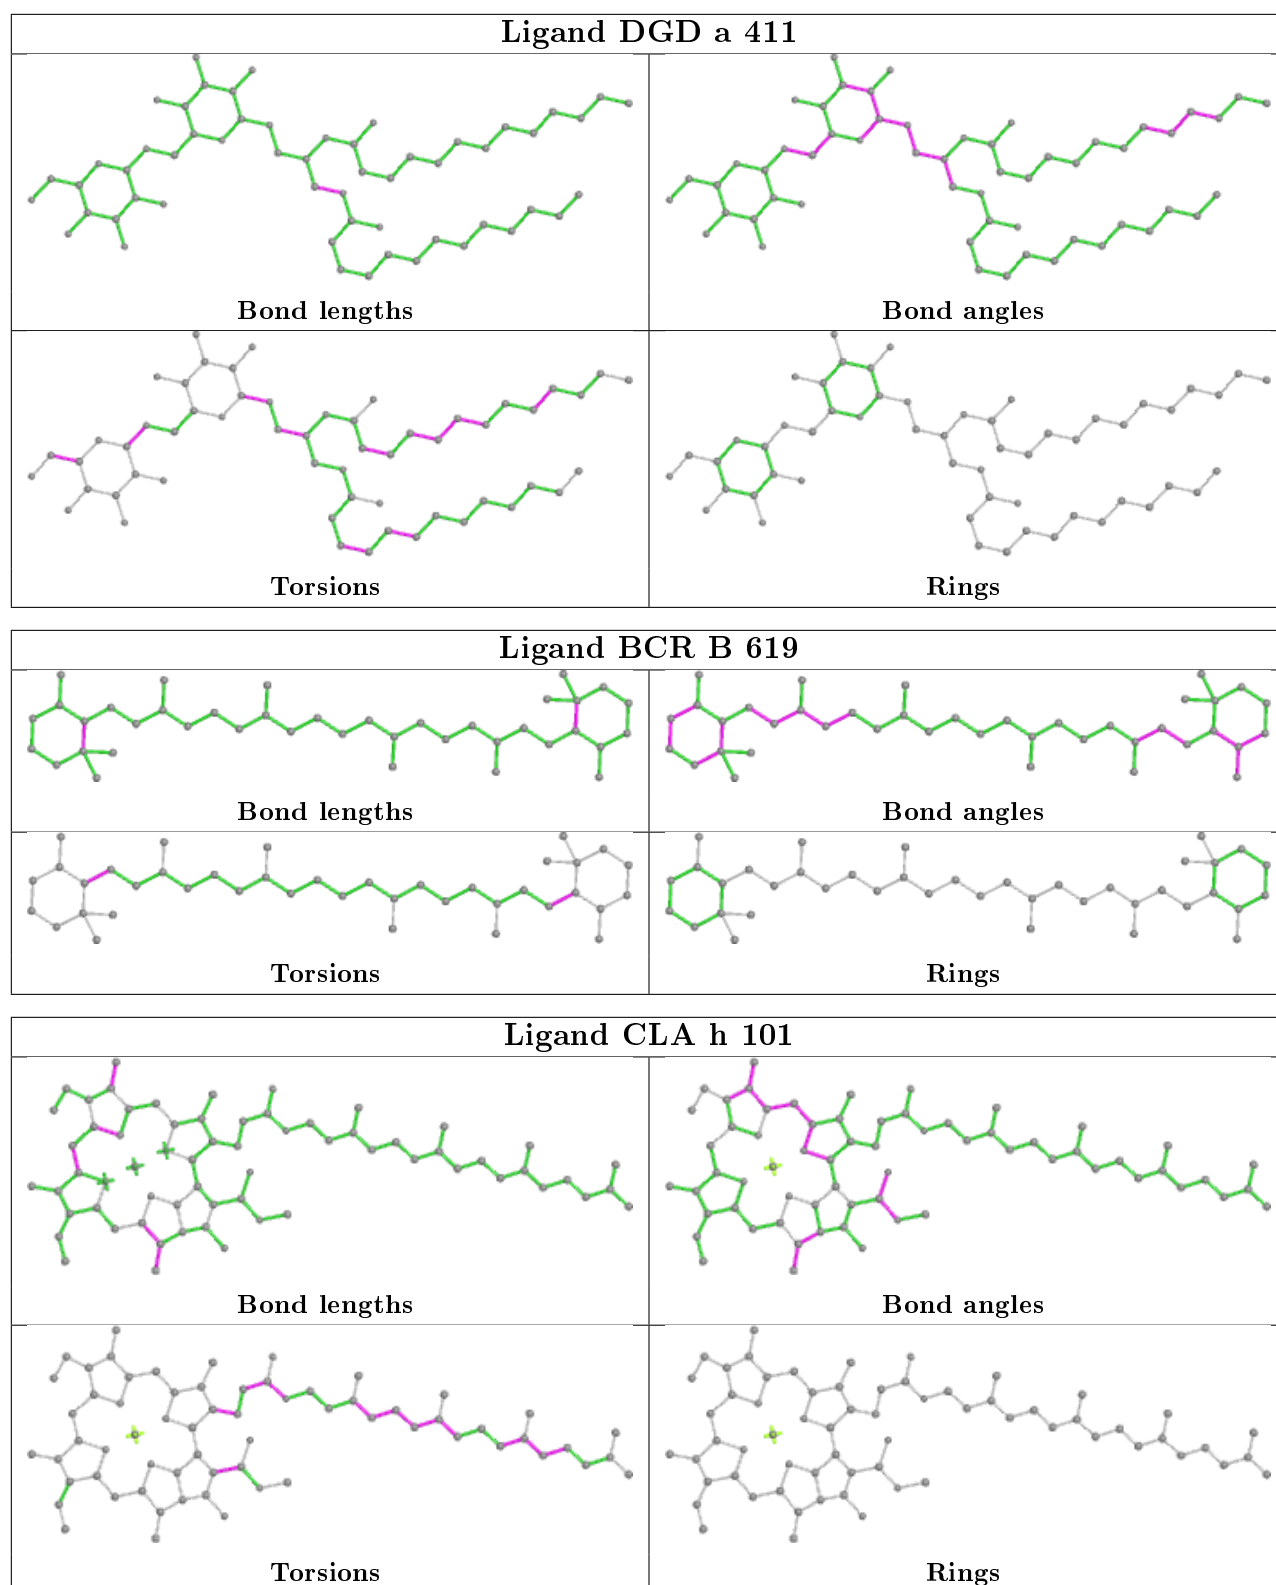 Ligand DGD a 411
Bond lengths
Bond angles
Torsions
Rings
Ligand BCR B 619
Bond lengths
Bond angles
Torsions
Rings
Ligand CLA h 101
Bond lengths
Bond angles
Torsions
Rings